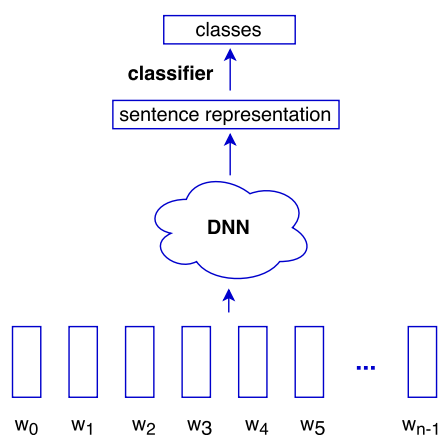 classes
classifier
sentence representation
DNN
...
w0 w1 w2 w3 w4 w5 wn-1